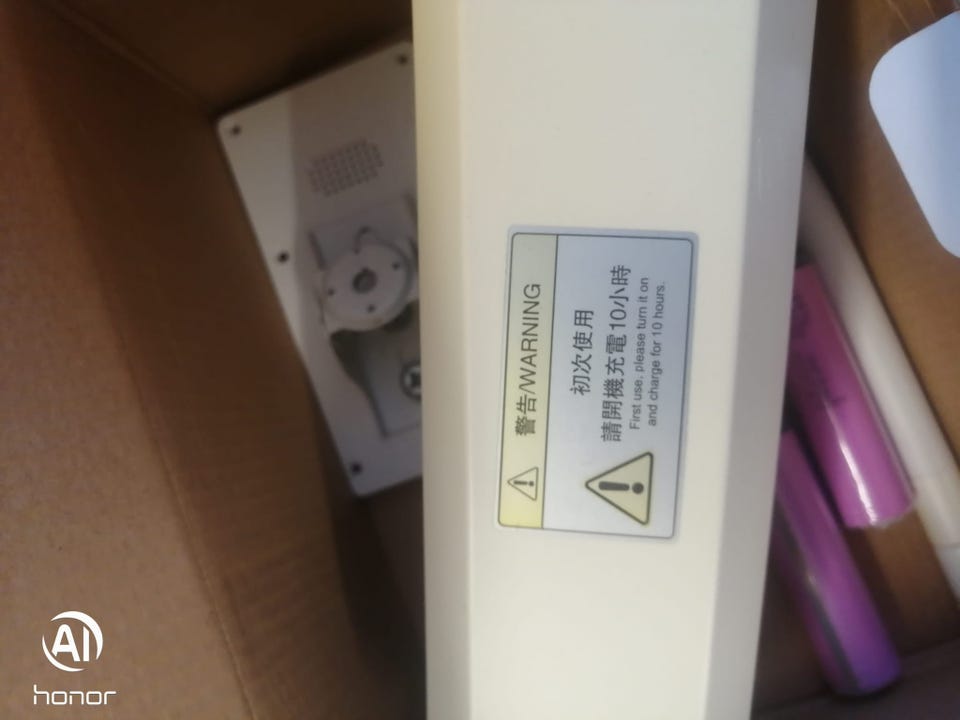 警告/WARNING
初次使用
請開機充電10小時
First use, please turn it on
and charge for 10 hours.
AI
honor